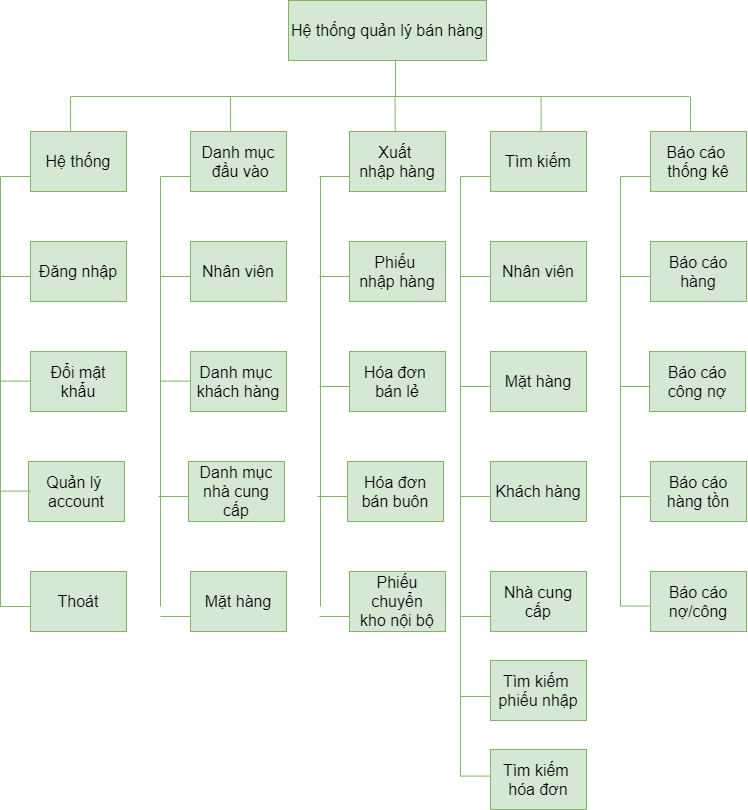 Hệ thống quản lý bán hàng
Hệ thống
Danh mục
đầu vào
Xuất
nhập hàng
Tìm kiếm
Báo cáo
thống kê
Đăng nhập
Nhân viên
Phiếu
nhập hàng
Nhân viên
Báo cáo
hàng
Đổi mật
khẩu
Danh mục
khách hàng
Hóa đơn
bán lẻ
Mặt hàng
Báo cáo
công nợ
Quản lý
account
Danh mục
nhà cung
cấp
Hóa đơn
bán buôn
Khách hàng
Báo cáo
hàng tồn
Thoát
Mặt hàng
Phiếu
chuyển
kho nội bộ
Nhà cung
cấp
Báo cáo
nợ/công
Tìm kiếm
phiếu nhập
Tìm kiếm
hóa đơn